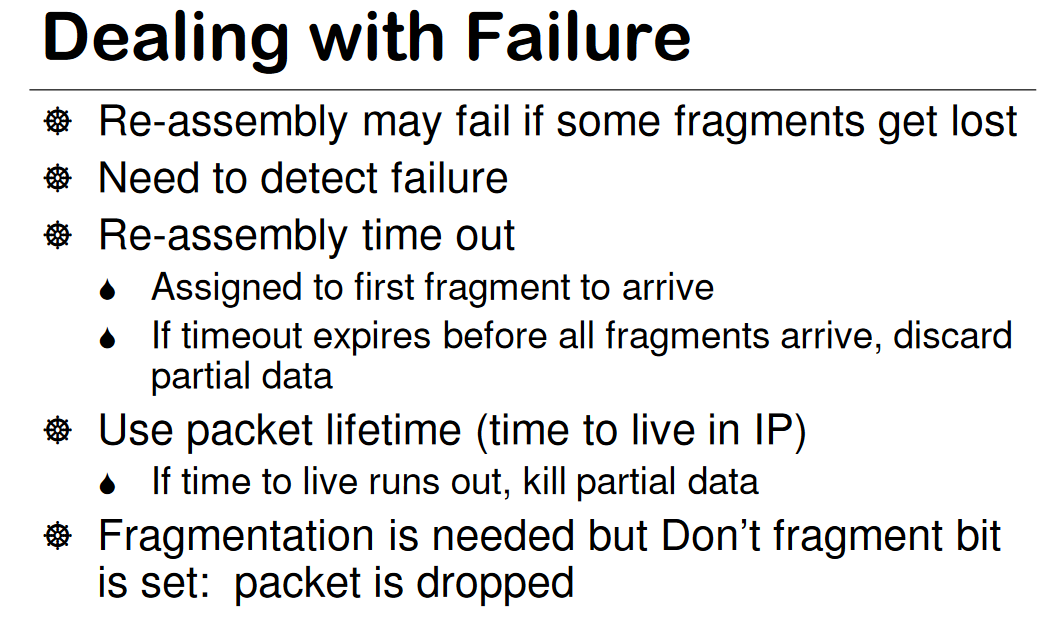 Dealing with Failure
Re-assembly may fail if some fragments get lost
Need to detect failure
Re-assembly time out
Assigned to first fragment to arrive
If timeout expires before all fragments arrive, discard
partial data
Use packet lifetime (time to live in IP)
If time to live runs out, kill partial data
Fragmentation is needed but Don’t fragment bit
is set:  packet is dropped